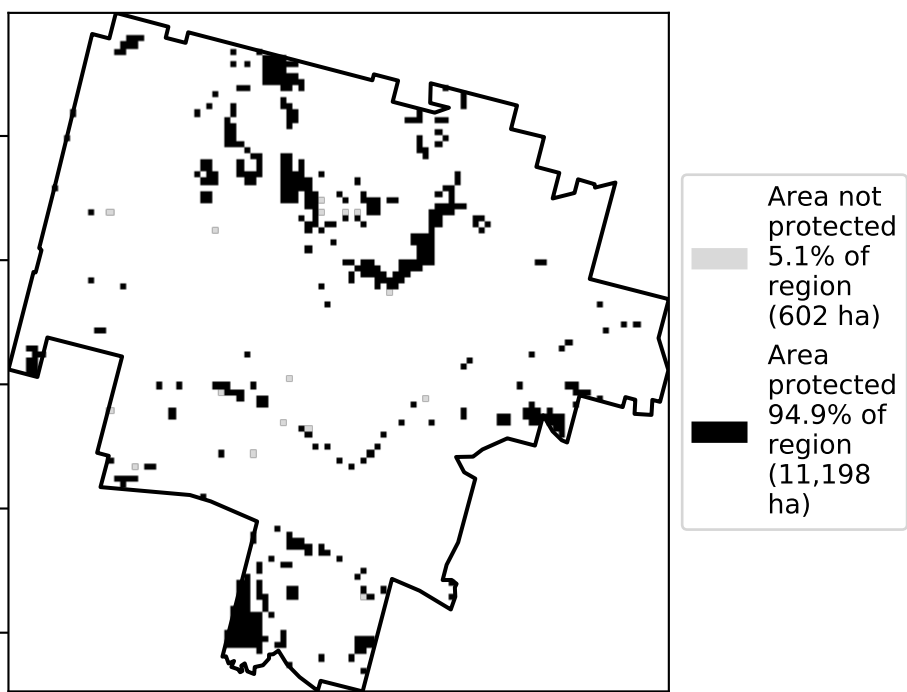 Area not
protected
5.1% of
region
(602 ha)
Area
protected
94.9% of
region
(11,198
ha)